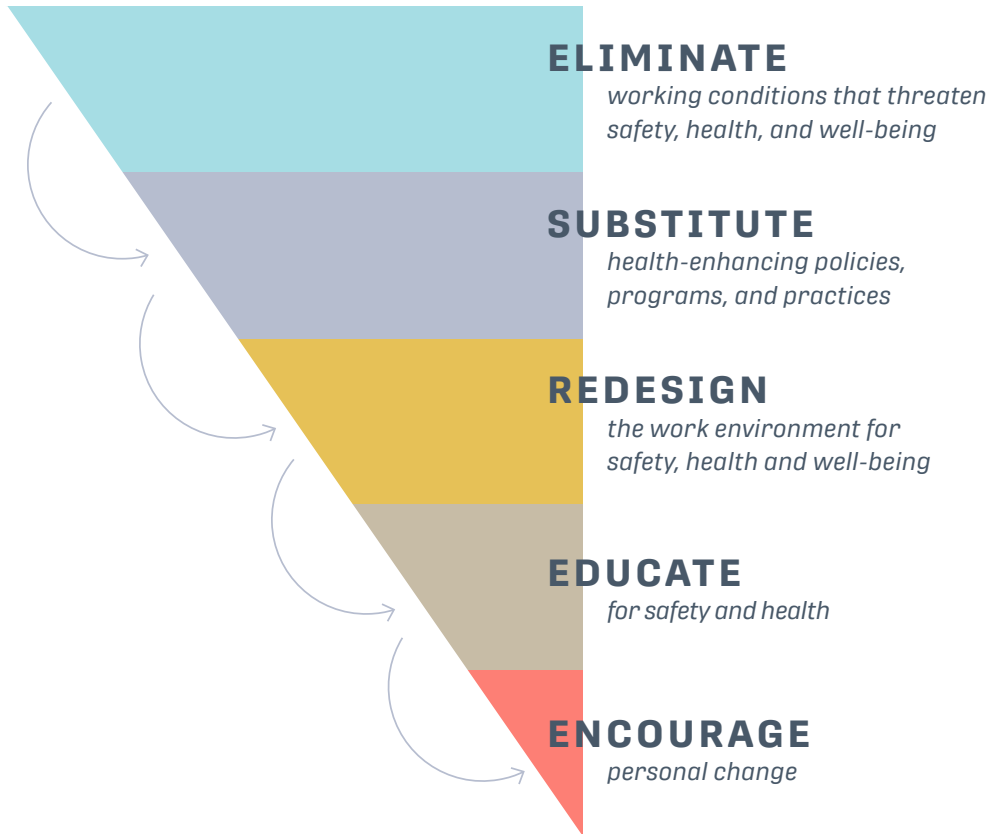 ELIMINATE
working conditions that threaten
safety, health, and well-being
SUBSTITUTE
health-enhancing policies,
programs, and practices
REDESIGN
the work environment for
safety, health and well-being
EDUCATE
for safety and health
ENCOURAGE
personal change